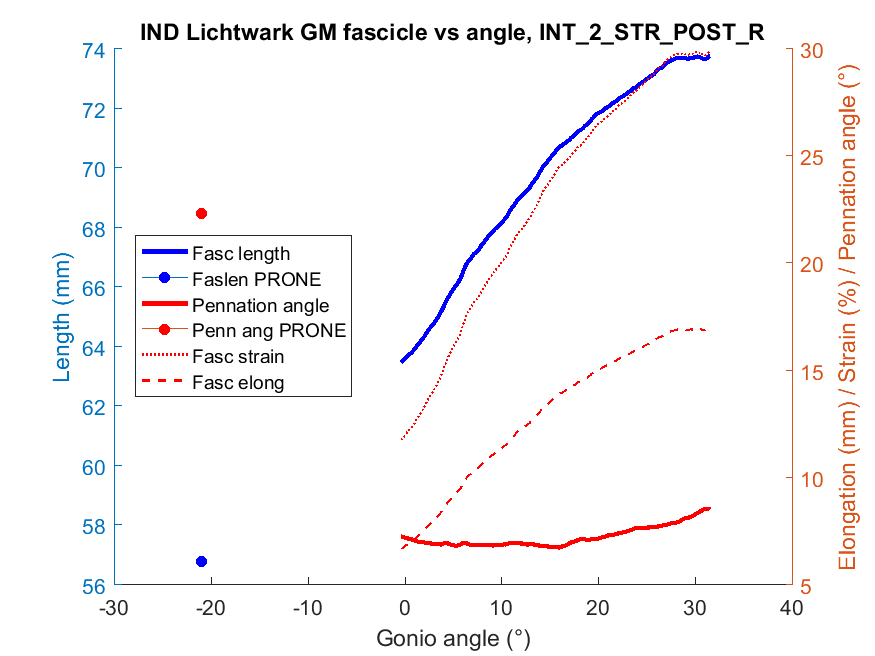 IND Lichtwark GM fascicle vs angle, INT_2_STR_POST_R
74
72
70
68
66
64
62
60
58
56
Length (mm)
30
25
20
15
10
5
Elongation (mm) / Strain (%) / Pennation angle (°)
Fasc length
Faslen PRONE
Pennation angle
Penn ang PRONE
Fasc strain
Fasc elong
-30
-20
-10
0
10
20
30
40
Gonio angle (°)